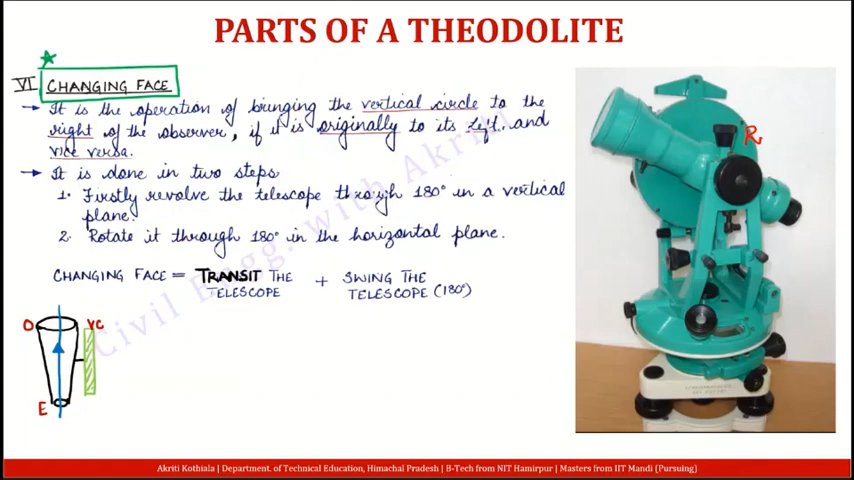 PARTS OF A THEODOLITE
VI CHANGING FACE
→ It is the operation of bringing the vertical circle to the
right of the observer, if it is originally to its left, and
vice versa.
→ It is done in two steps
1. Firstly revolve the telescope through 180° in a vertical
plane.
2. Rotate it through 180° in the horizontal plane.
CHANGING FACE = TRANSIT THE + SWING THE
TELESCOPE TELESCOPE (180°)
O VC
E
R
Civil Engg. with Akriti
Akriti Kothiala | Department. of Technical Education, Himachal Pradesh | B-Tech from NIT Hamirpur | Masters from IIT Mandi (Pursuing)